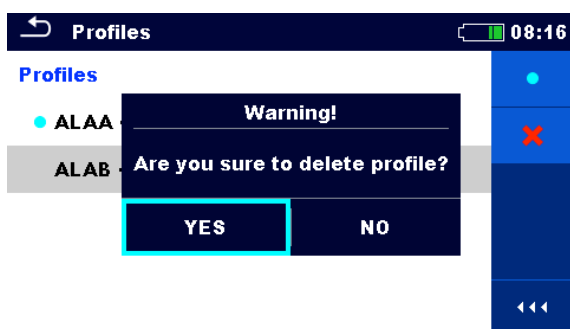 Profiles 08:16
Profiles
ALAA -
Warning!
ALAB -
Are you sure to delete profile?
YES NO